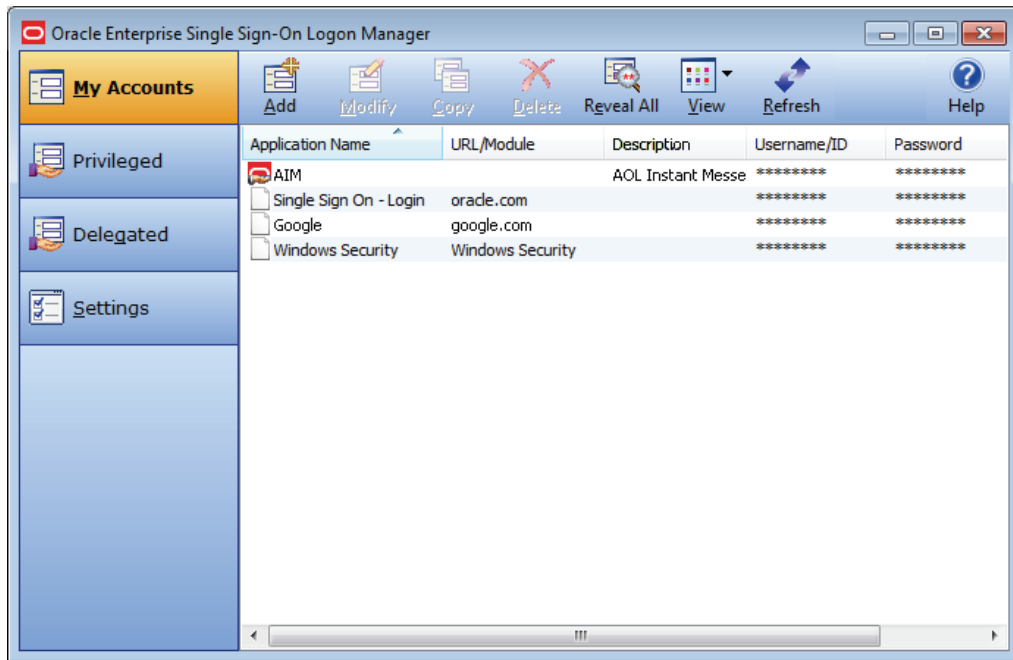 Oracle Enterprise Single Sign-On Logon Manager
My Accounts
Privileged
Delegated
Settings
Add Modify Copy Delete Reveal All View Refresh Help
Application Name URL/Module Description Username/ID Password
AIM AOL Instant Messe ******** ********
Single Sign On - Login oracle.com ******** ********
Google google.com ******** ********
Windows Security Windows Security ******** ********